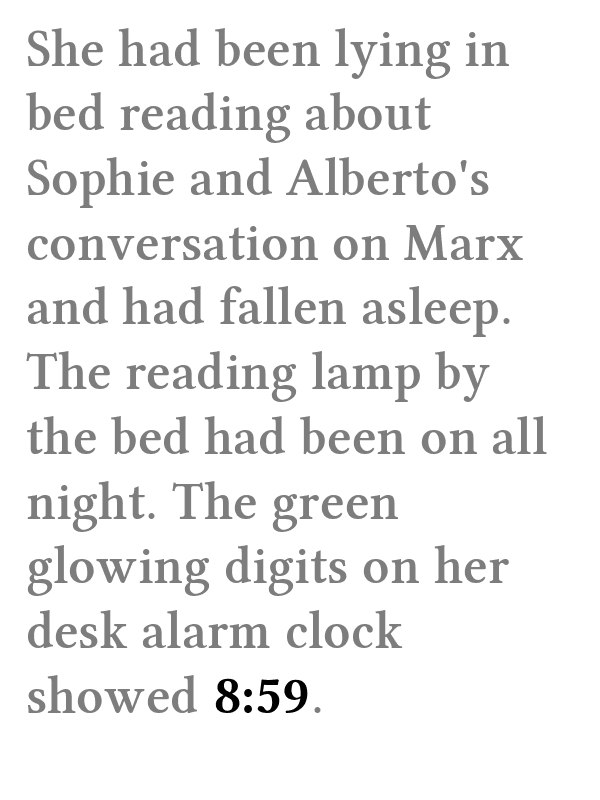 She had been lying in
bed reading about
Sophie and Alberto's
conversation on Marx
and had fallen asleep.
The reading lamp by
the bed had been on all
night. The green
glowing digits on her
desk alarm clock
showed 8:59.